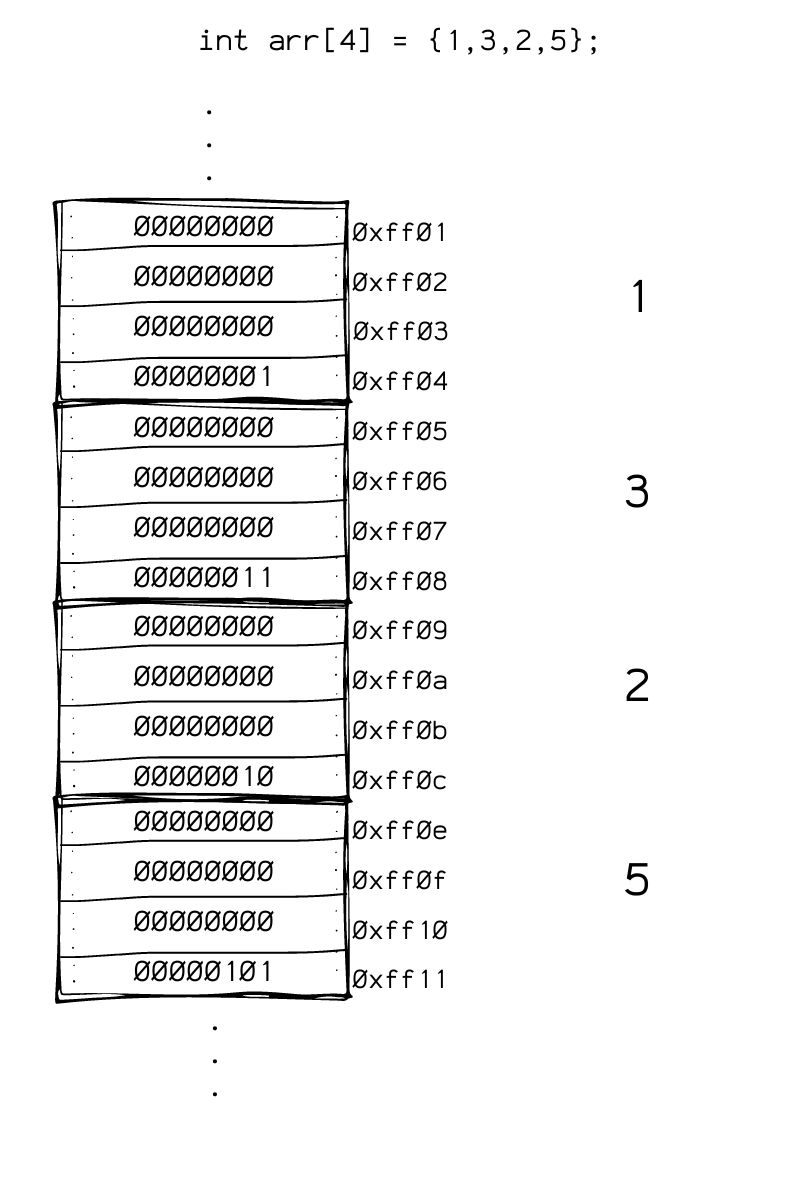 int arr[4] = {1,3,2,5};
.
.
.
00000000 0xff01
00000000 0xff02
1
00000000 0xff03
00000001 0xff04
00000000 0xff05
00000000 0xff06
3
00000000 0xff07
00000011 0xff08
00000000 0xff09
00000000 0xff0a
2
00000000 0xff0b
00000010 0xff0c
00000000 0xff0e
00000000 0xff0f
5
00000000 0xff10
00000101 0xff11
.
.
.